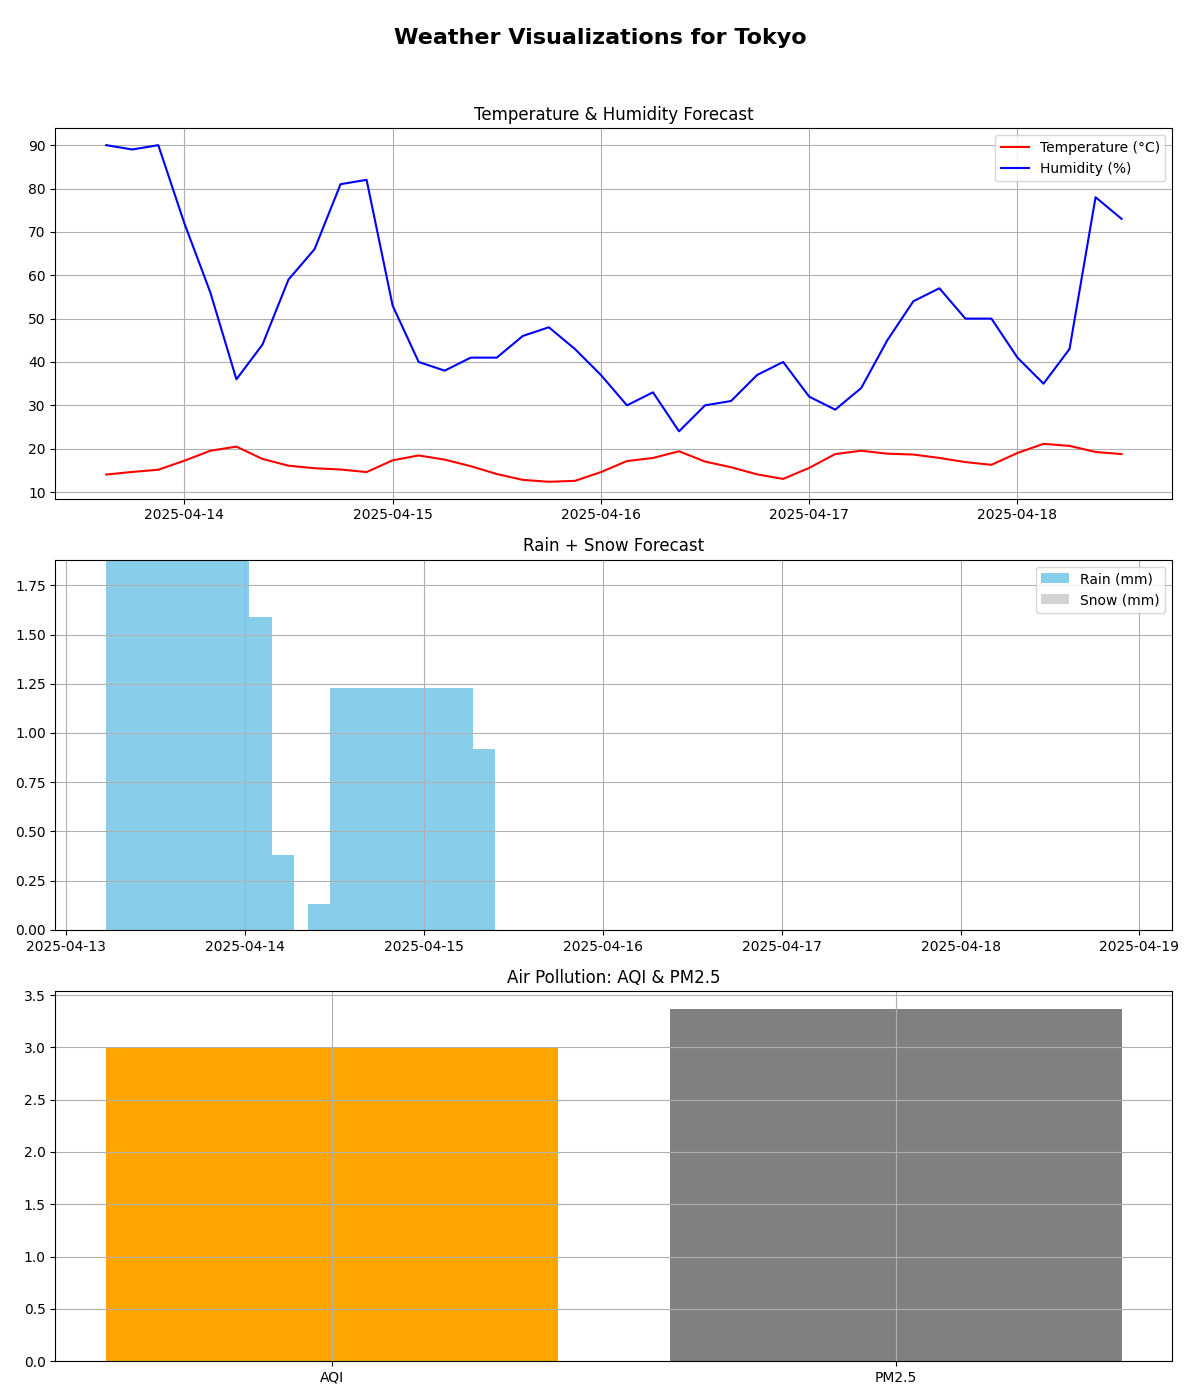 Weather Visualizations for Tokyo
Temperature & Humidity Forecast
90
80
70
60
50
40
30
20
10
Temperature (°C)
Humidity (%)
2025-04-14 2025-04-15 2025-04-16 2025-04-17 2025-04-18
Rain + Snow Forecast
1.75
1.50
1.25
1.00
0.75
0.50
0.25
0.00
Rain (mm)
Snow (mm)
2025-04-13 2025-04-14 2025-04-15 2025-04-16 2025-04-17 2025-04-18 2025-04-19
Air Pollution: AQI & PM2.5
3.5
3.0
2.5
2.0
1.5
1.0
0.5
0.0
AQI PM2.5